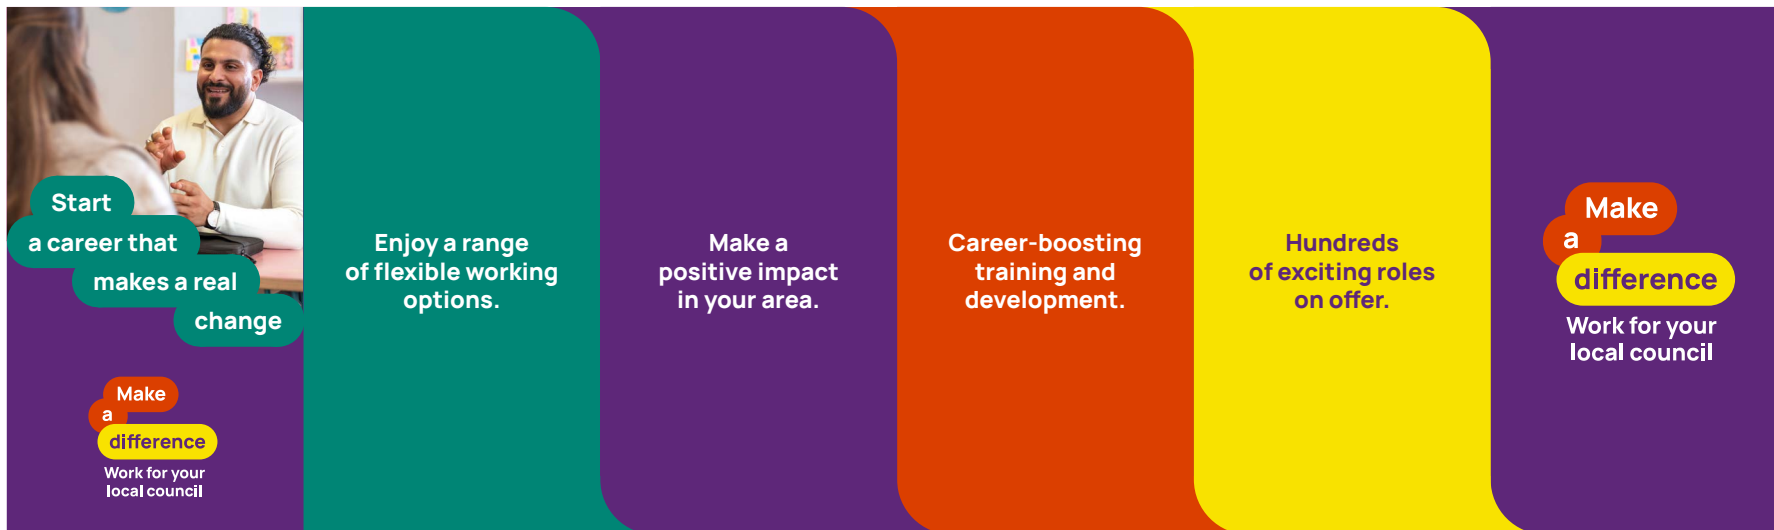 Start
a career that
makes a real
change
Make
a
difference
Work for your
local council
Enjoy a range
of flexible working
options.
Make a
positive impact
in your area.
Career-boosting
training and
development.
Hundreds
of exciting roles
on offer.
Make
a
difference
Work for your
local council